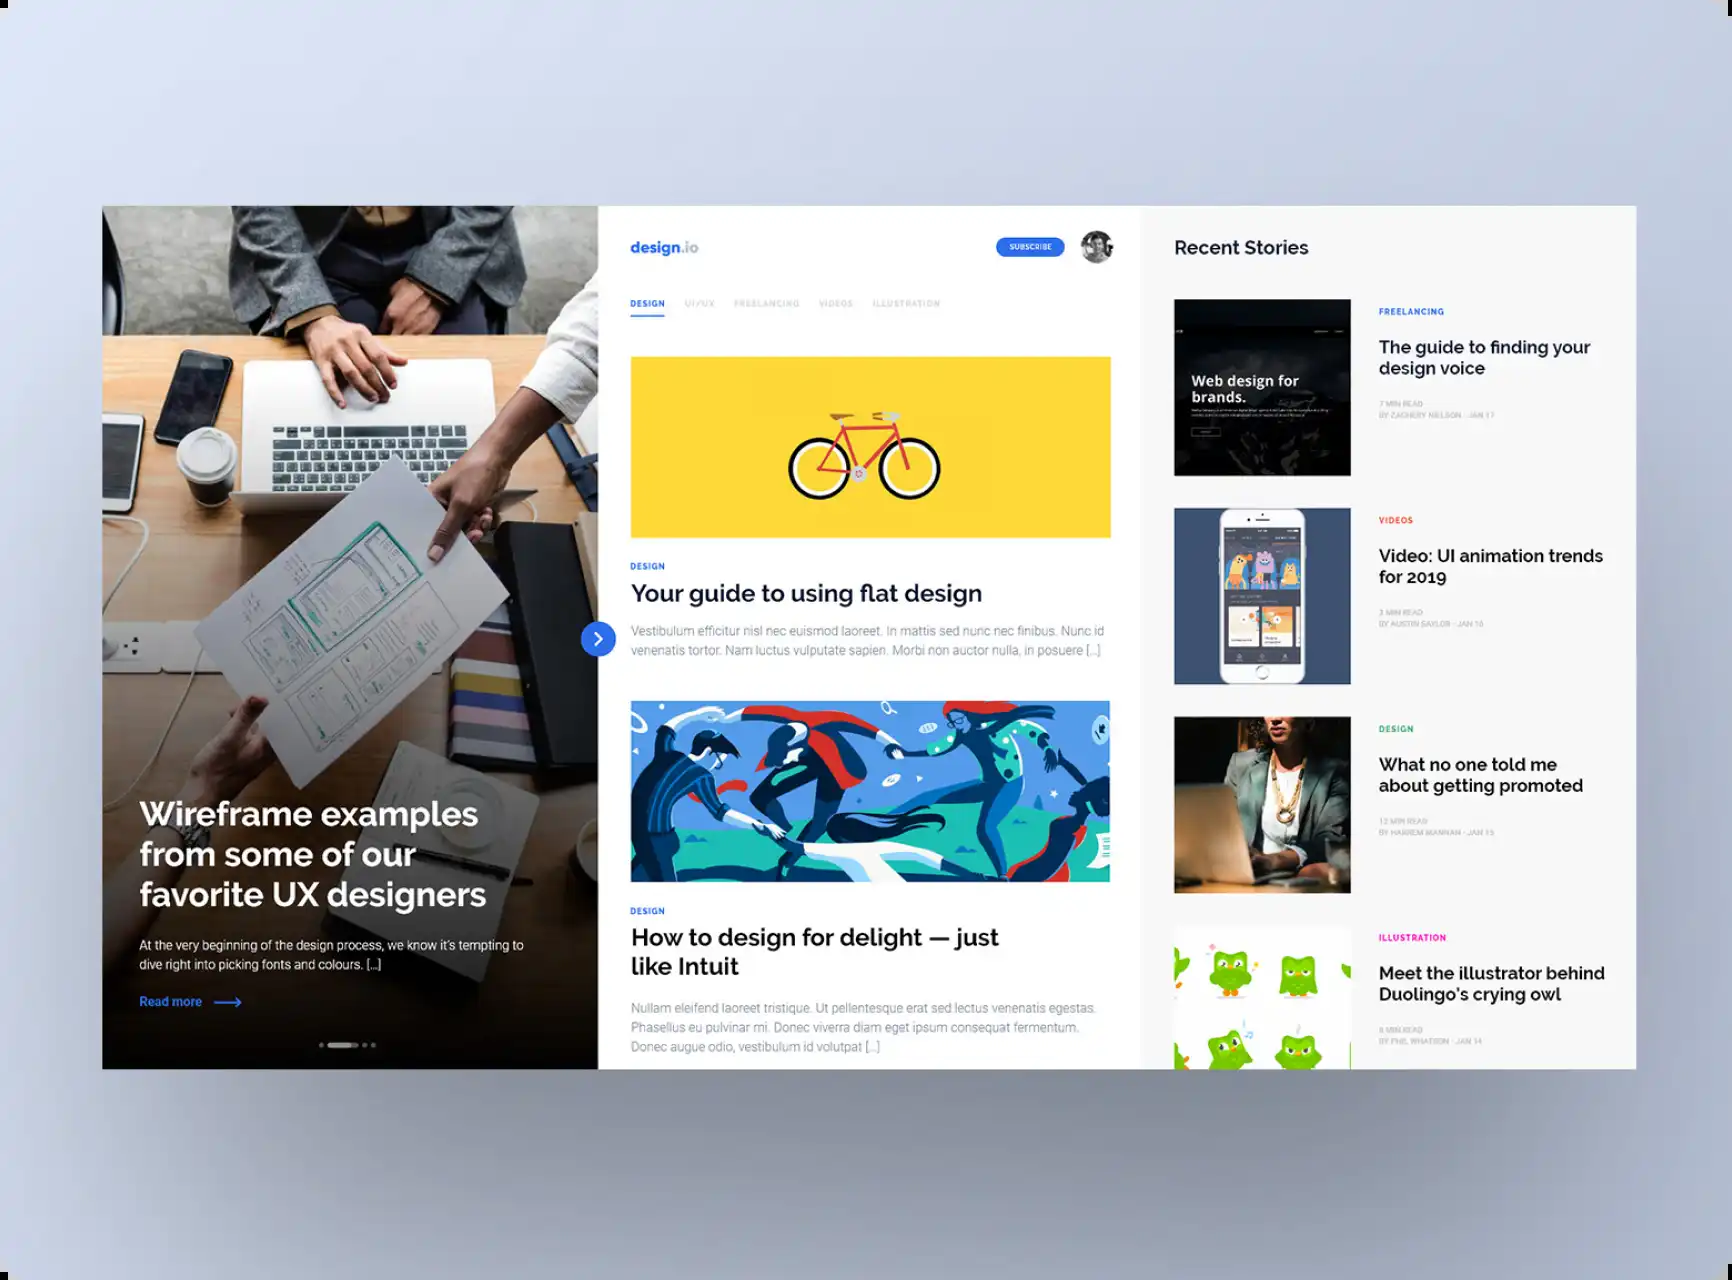 Wireframe examples
from some of our
favorite UX designers
At the very beginning of the design process, we know it's tempting to
dive right into picking fonts and colours. [...]
Read more
design.io
SUBSCRIBE
DESIGN UI/UX FREELANCING VIDEOS ILLUSTRATION
DESIGN
Your guide to using flat design
Vestibulum efficitur nisl nec euismod laoreet. In mattis sed nunc nec finibus. Nunc id
venenatis tortor. Nam luctus vulputate sapien. Morbi non auctor nulla, in posuere [...]
DESIGN
How to design for delight — just
like Intuit
Nullam eleifend laoreet tristique. Ut pellentesque erat sed lectus venenatis egestas.
Phasellus eu pulvinar mi. Donec viverra diam eget ipsum consequat fermentum.
Donec augue odio, vestibulum id volutpat [...]
Recent Stories
Web design for
brands.
FREELANCING
The guide to finding your
design voice
7 MIN READ
BY ZACHERY NIELSON - JAN 17
VIDEOS
Video: UI animation trends
for 2019
3 MIN READ
BY AUSTIN SAYLOR - JAN 16
DESIGN
What no one told me
about getting promoted
12 MIN READ
BY HAREEM MANNAN - JAN 15
ILLUSTRATION
Meet the illustrator behind
Duolingo's crying owl
8 MIN READ
BY PHIL WHATSON - JAN 14